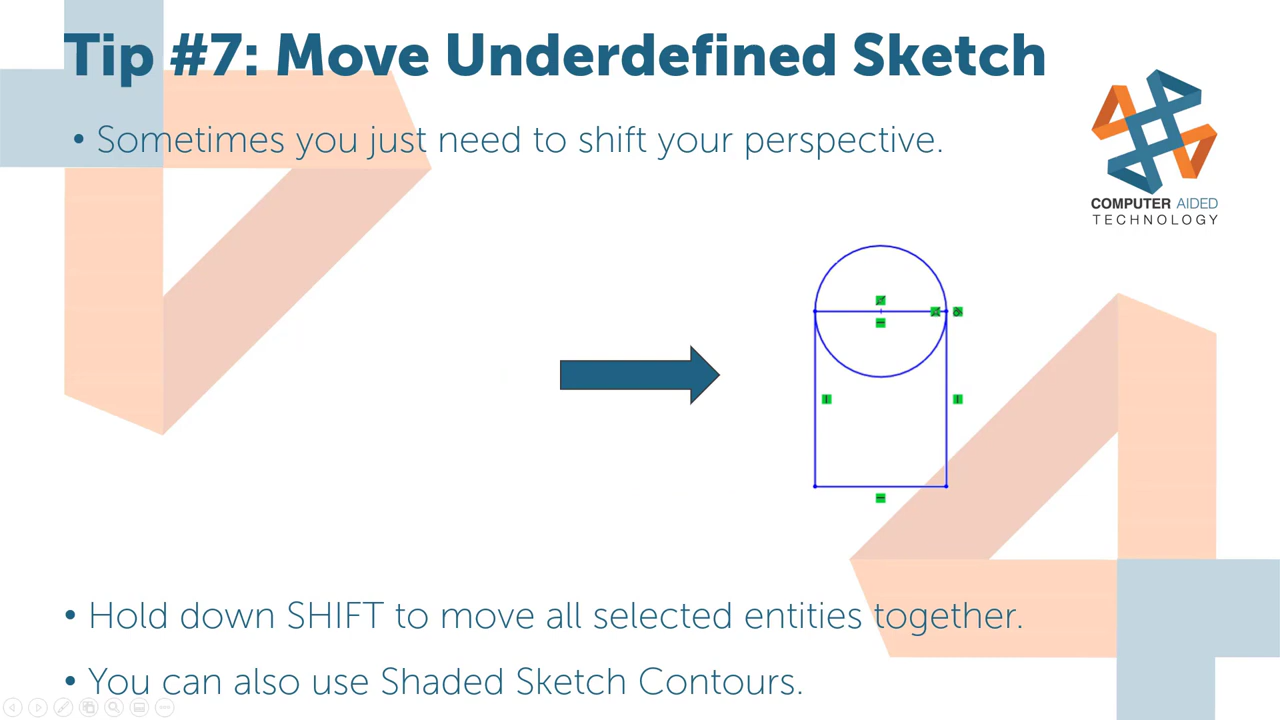 Tip #7: Move Underdefined Sketch
• Sometimes you just need to shift your perspective.
COMPUTER AIDED
TECHNOLOGY
• Hold down SHIFT to move all selected entities together.
• You can also use Shaded Sketch Contours.